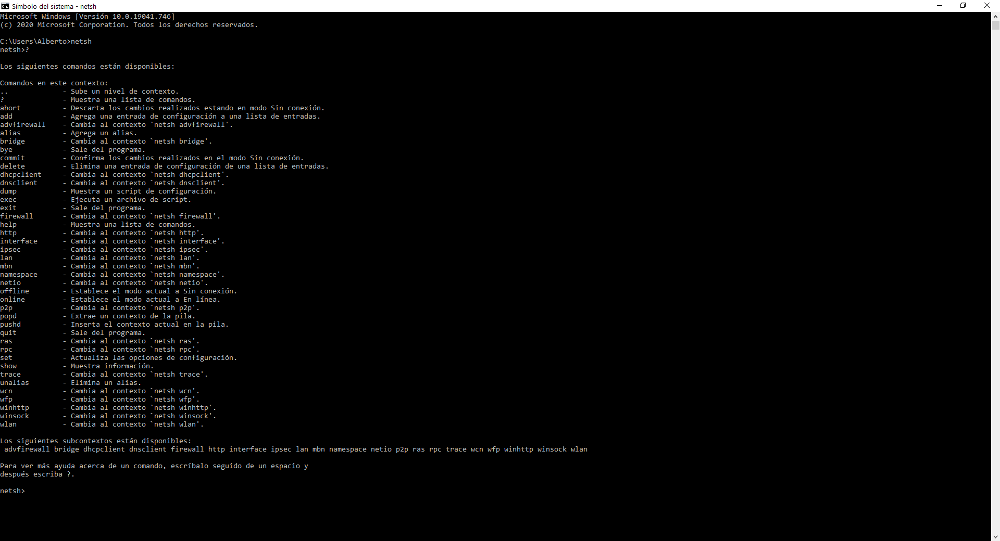 Símbolo del sistema - netsh
Microsoft Windows [Versión 10.0.19041.746]
(c) 2020 Microsoft Corporation. Todos los derechos reservados.
C:\Users\Alberto>netsh
netsh>?
Los siguientes comandos están disponibles:
Comandos en este contexto:
..             - Sube un nivel de contexto.
?              - Muestra una lista de comandos.
abort          - Descarta los cambios realizados estando en modo Sin conexión.
add            - Agrega una entrada de configuración a una lista de entradas.
advfirewall    - Cambia al contexto `netsh advfirewall'.
alias          - Agrega un alias.
bridge         - Cambia al contexto `netsh bridge'.
bye            - Sale del programa.
commit         - Confirma los cambios realizados en el modo Sin conexión.
delete         - Elimina una entrada de configuración de una lista de entradas.
dhcpclient     - Cambia al contexto `netsh dhcpclient'.
dnsclient      - Cambia al contexto `netsh dnsclient'.
dump           - Muestra un script de configuración.
exec           - Ejecuta un archivo de script.
exit           - Sale del programa.
firewall       - Cambia al contexto `netsh firewall'.
help           - Muestra una lista de comandos.
http           - Cambia al contexto `netsh http'.
interface      - Cambia al contexto `netsh interface'.
ipsec          - Cambia al contexto `netsh ipsec'.
lan            - Cambia al contexto `netsh lan'.
mbn            - Cambia al contexto `netsh mbn'.
namespace      - Cambia al contexto `netsh namespace'.
netio          - Cambia al contexto `netsh netio'.
offline        - Establece el modo actual a Sin conexión.
online         - Establece el modo actual a En línea.
p2p            - Cambia al contexto `netsh p2p'.
popd           - Extrae un contexto de la pila.
pushd          - Inserta el contexto actual en la pila.
quit           - Sale del programa.
ras            - Cambia al contexto `netsh ras'.
rpc            - Cambia al contexto `netsh rpc'.
set            - Actualiza las opciones de configuración.
show           - Muestra información.
trace          - Cambia al contexto `netsh trace'.
unalias        - Elimina un alias.
wcn            - Cambia al contexto `netsh wcn'.
wfp            - Cambia al contexto `netsh wfp'.
winhttp        - Cambia al contexto `netsh winhttp'.
winsock        - Cambia al contexto `netsh winsock'.
wlan           - Cambia al contexto `netsh wlan'.
Los siguientes subcontextos están disponibles:
 advfirewall bridge dhcpclient dnsclient firewall http interface ipsec lan mbn namespace netio p2p ras rpc trace wcn wfp winhttp winsock wlan
Para ver más ayuda acerca de un comando, escríbalo seguido de un espacio y
después escriba ?.
netsh>